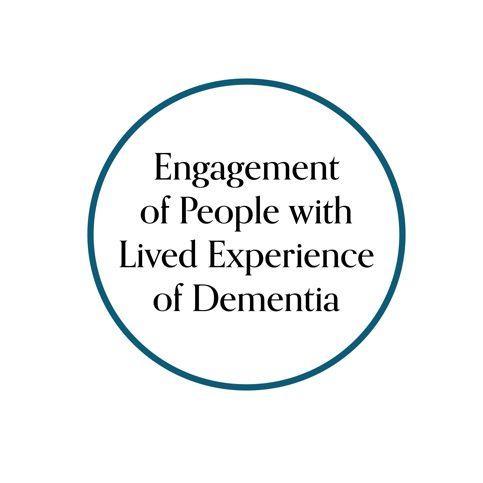 Engagement
of People with
Lived Experience
of Dementia